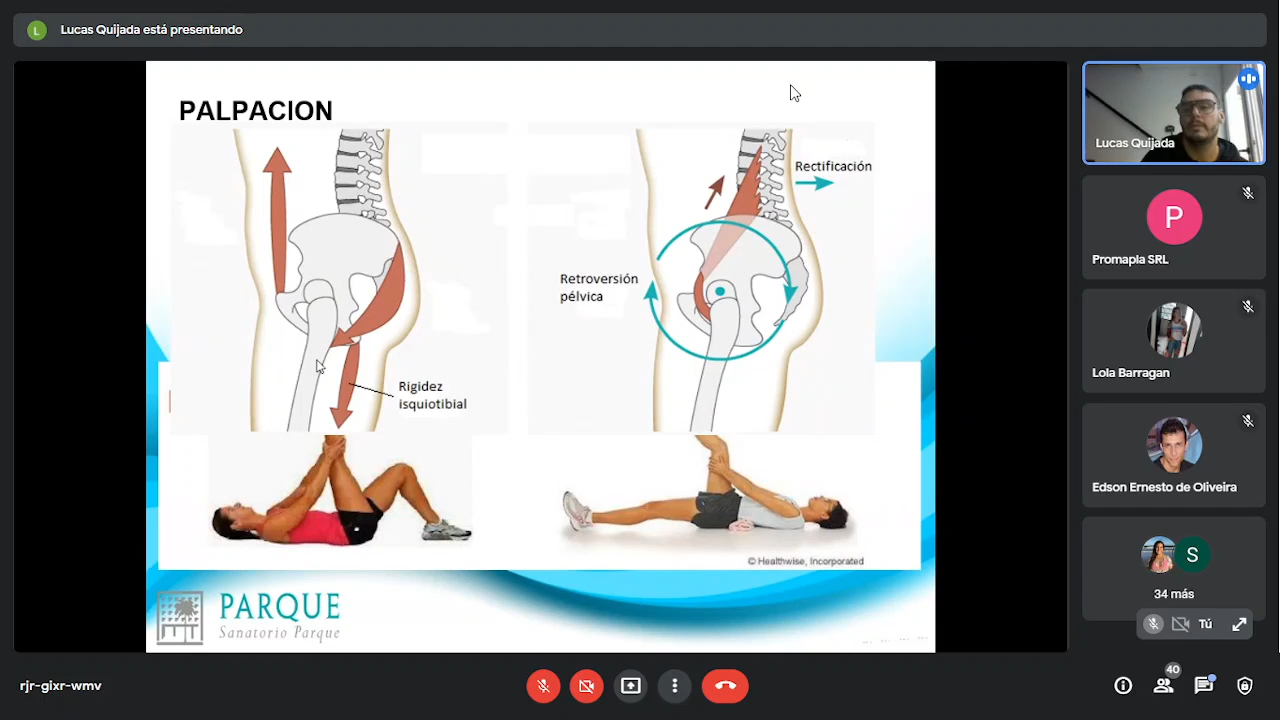 L
Lucas Quijada está presentando
PALPACION
Rectificación
Retroversión
pélvica
Rigidez
isquiotibial
© Healthwise, Incorporated
PARQUE
Sanatorio Parque
Lucas Quijada
P
Promapla SRL
Lola Barragan
Edson Ernesto de Oliveira
S
34 más
Tú
rjr-gixr-wmv
40